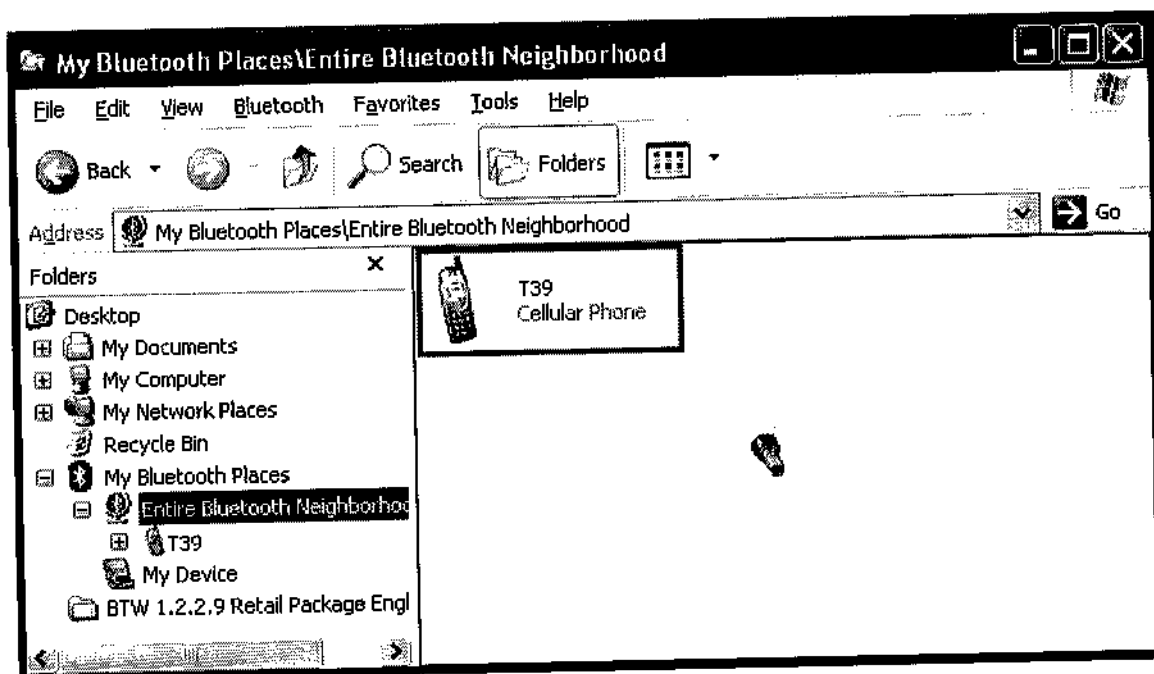 My Bluetooth Places\Entire Bluetooth Neighborhood
File Edit View Bluetooth Favorites Tools Help
Back Search Folders
Address My Bluetooth Places\Entire Bluetooth Neighborhood Go
Folders
Desktop
My Documents
My Computer
My Network Places
Recycle Bin
My Bluetooth Places
Entire Bluetooth Neighborhoo
T39
My Device
BTW 1.2.2.9 Retail Package Engl
T39
Cellular Phone